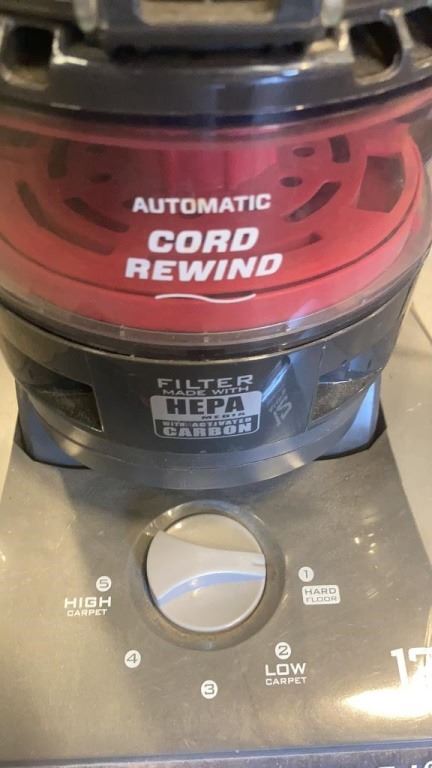 AUTOMATIC
CORD
REWIND
FILTER
MADE WITH
HEPA
MEDIA
WITH ACTIVATED
CARBON
5
HIGH
CARPET
1
HARD
FLOOR
4
3
2
LOW
CARPET